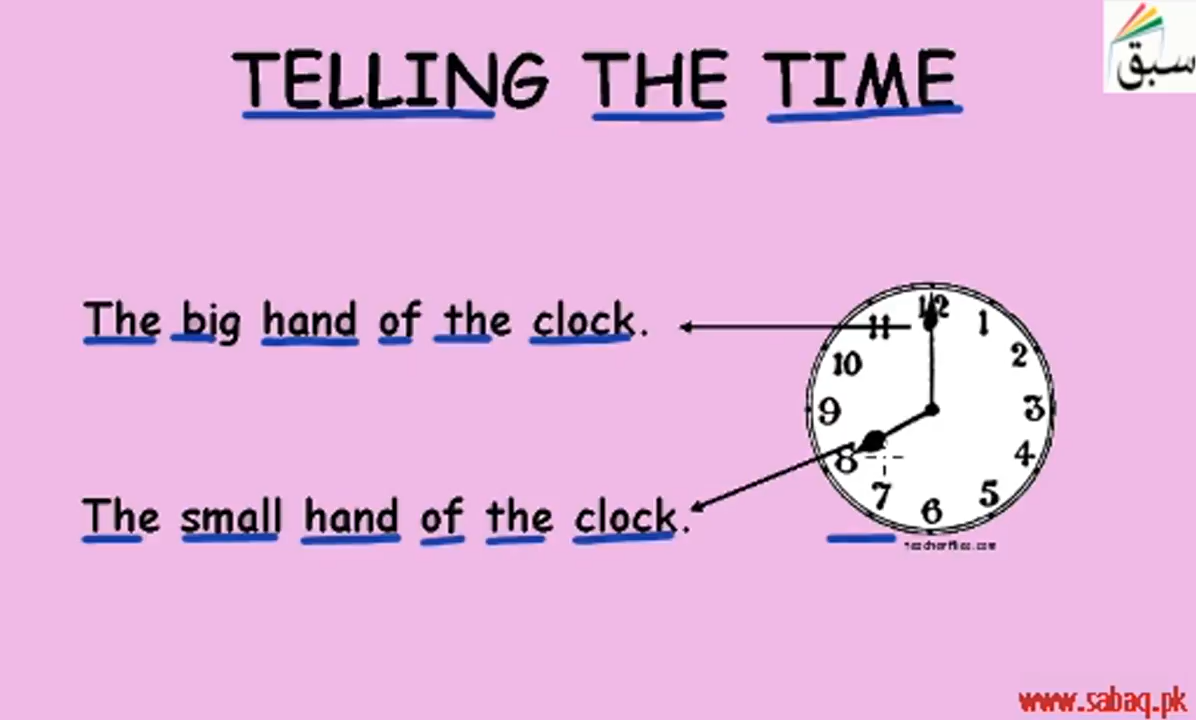 TELLING THE TIME
سبق
The big hand of the clock.
The small hand of the clock.
12
11
1
10
2
9
3
8
4
7
5
6
www.sabaq.pk